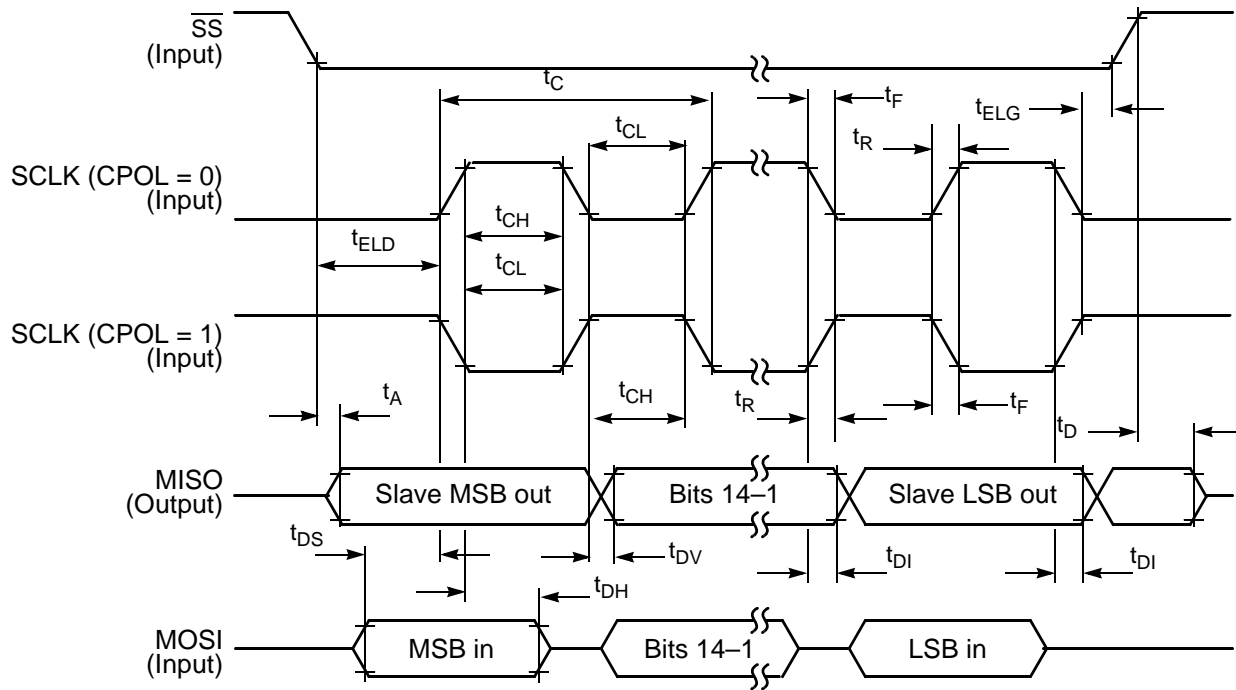 SS
(Input)
tC
tF
tELG
tCL
tR
SCLK (CPOL = 0)
(Input)
tCH
tELD
tCL
SCLK (CPOL = 1)
(Input)
tA
tCH
tR
tF
tD
MISO
(Output)
Slave MSB out
Bits 14–1
Slave LSB out
tDS
tDV
tDI
tDI
tDH
MOSI
(Input)
MSB in
Bits 14–1
LSB in